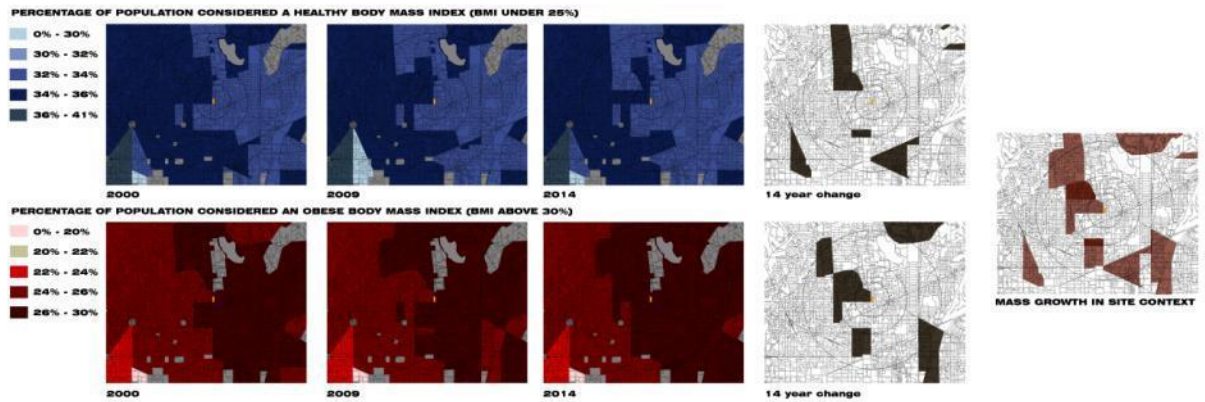 PERCENTAGE OF POPULATION CONSIDERED A HEALTHY BODY MASS INDEX (BMI UNDER 25%)
0% - 30%
30% - 32%
32% - 34%
34% - 36%
36% - 41%
2000
2009
2014
14 year change
PERCENTAGE OF POPULATION CONSIDERED AN OBESE BODY MASS INDEX (BMI ABOVE 30%)
0% - 20%
20% - 22%
22% - 24%
24% - 26%
26% - 30%
2000
2009
2014
14 year change
MASS GROWTH IN SITE CONTEXT